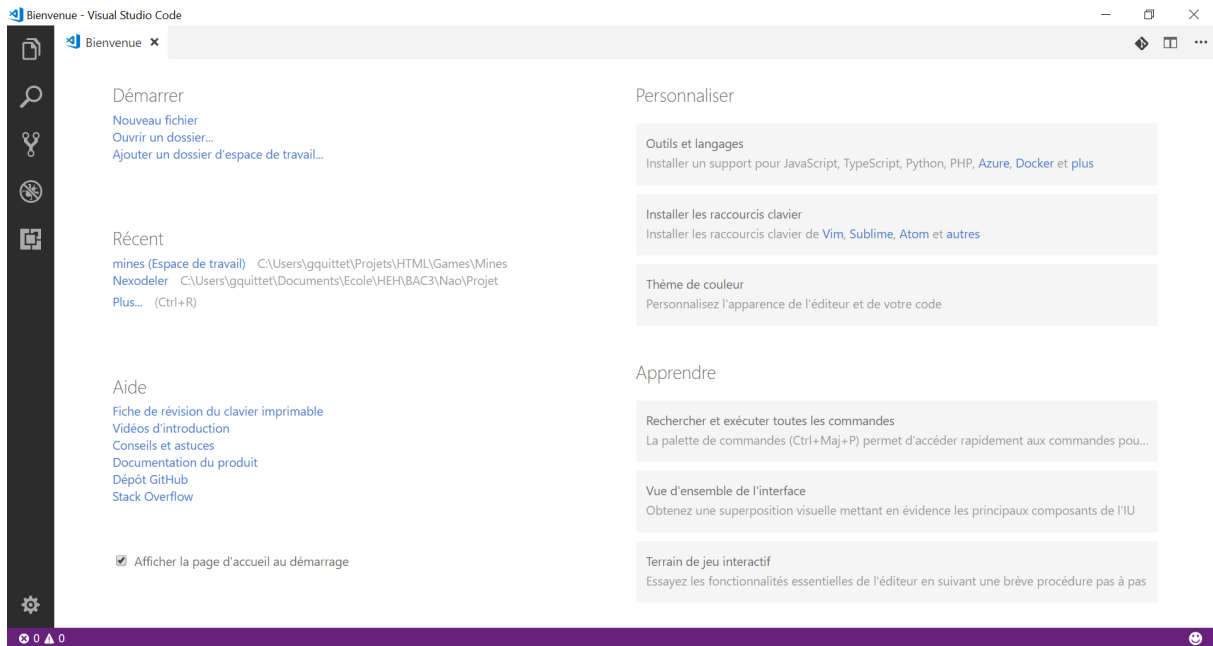 Bienvenue - Visual Studio Code
Bienvenue
Démarrer
Nouveau fichier
Ouvrir un dossier...
Ajouter un dossier d'espace de travail...
Récent
mines (Espace de travail) C:\Users\gquittet\Projets\HTML\Games\Mines
Nexodeler C:\Users\gquittet\Documents\Ecole\HEH\BAC3\Nao\Projet
Plus... (Ctrl+R)
Aide
Fiche de révision du clavier imprimable
Vidéos d'introduction
Conseils et astuces
Documentation du produit
Dépôt GitHub
Stack Overflow
Afficher la page d'accueil au démarrage
Personnaliser
Outils et langages
Installer un support pour JavaScript, TypeScript, Python, PHP, Azure, Docker et plus
Installer les raccourcis clavier
Installer les raccourcis clavier de Vim, Sublime, Atom et autres
Thème de couleur
Personnalisez l'apparence de l'éditeur et de votre code
Apprendre
Rechercher et exécuter toutes les commandes
La palette de commandes (Ctrl+Maj+P) permet d'accéder rapidement aux commandes pou...
Vue d'ensemble de l'interface
Obtenez une superposition visuelle mettant en évidence les principaux composants de l'IU
Terrain de jeu interactif
Essayez les fonctionnalités essentielles de l'éditeur en suivant une brève procédure pas à pas
0 0